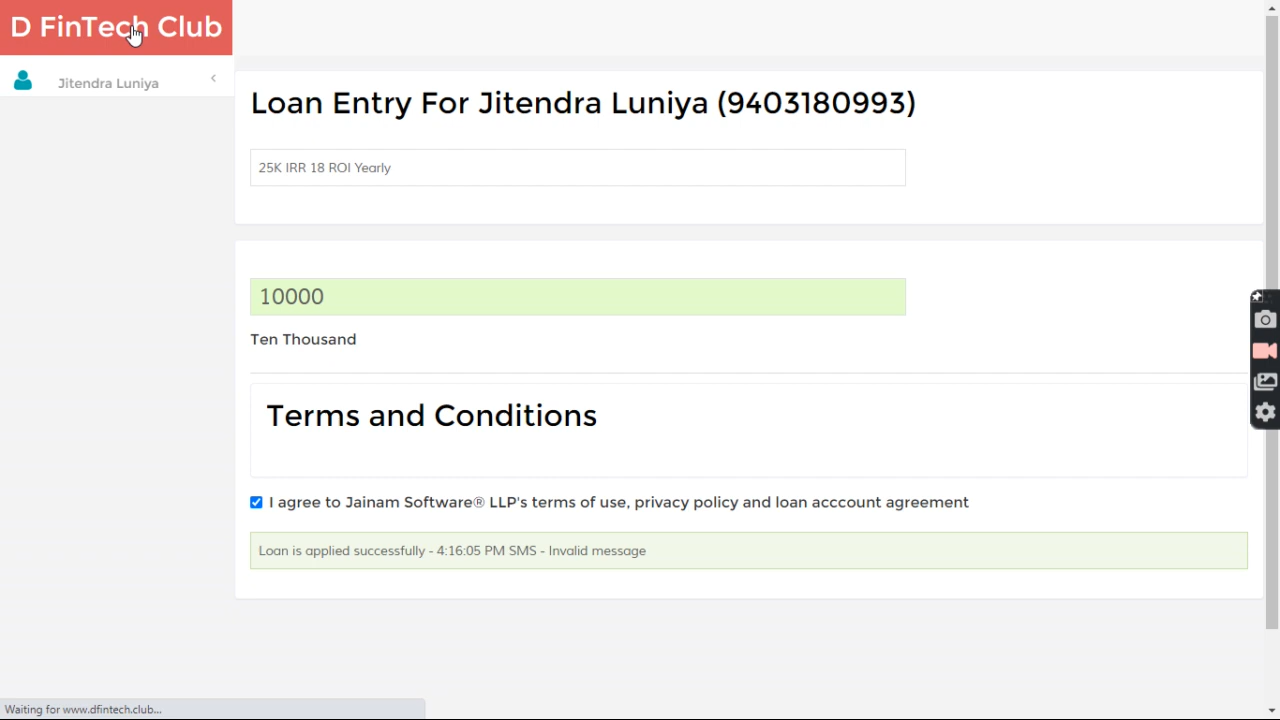 D FinTech Club
Jitendra Luniya
Loan Entry For Jitendra Luniya (9403180993)
25K IRR 18 ROI Yearly
10000
Ten Thousand
Terms and Conditions
I agree to Jainam Software® LLP's terms of use, privacy policy and loan acccount agreement
Loan is applied successfully - 4:16:05 PM SMS - Invalid message
Waiting for www.dfintech.club...